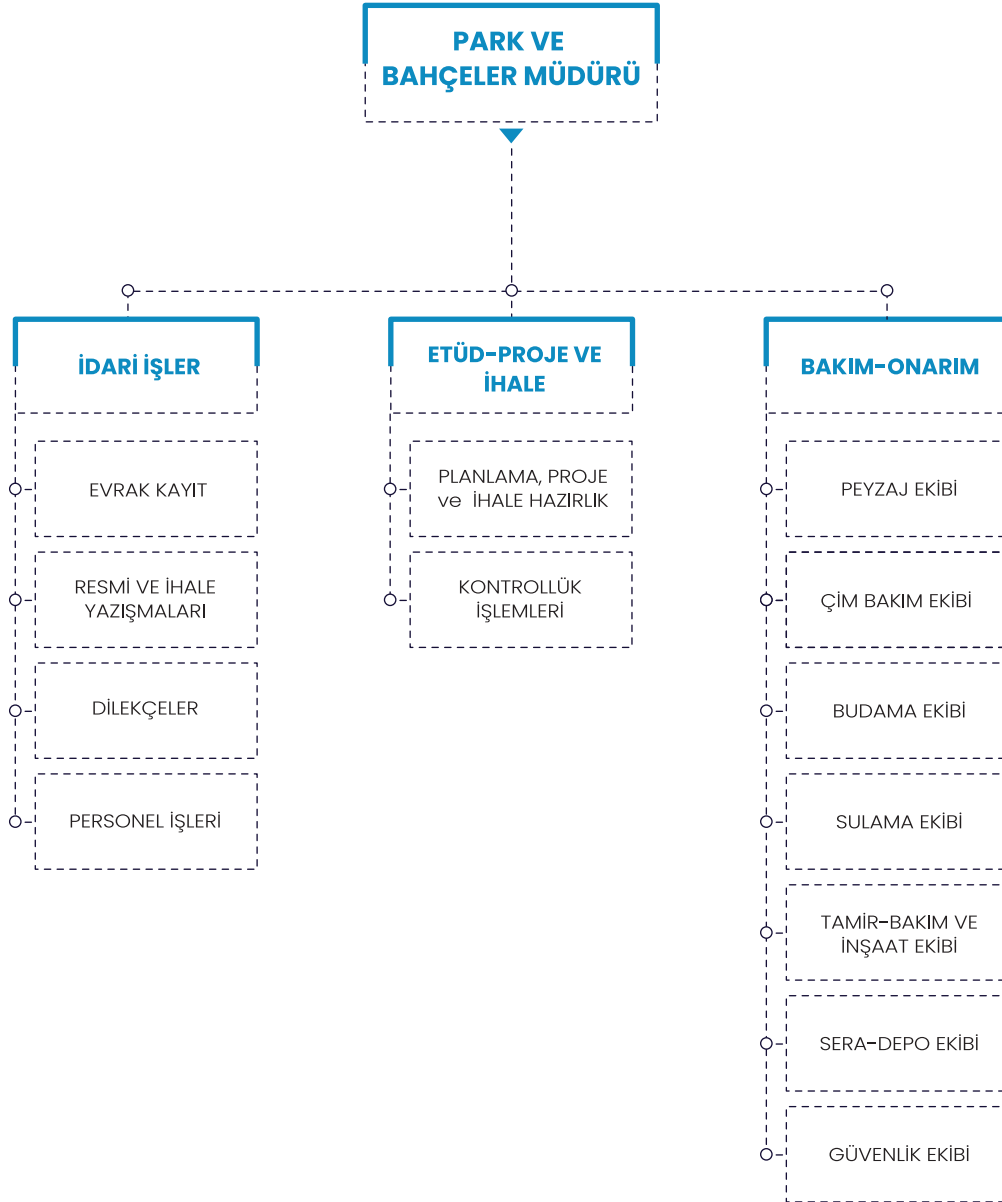 PARK VE
BAHÇELER MÜDÜRÜ
İDARİ İŞLER
EVRAK KAYIT
RESMİ VE İHALE
YAZIŞMALARI
DİLEKÇELER
PERSONEL İŞLERİ
ETÜD-PROJE VE
İHALE
PLANLAMA, PROJE
ve İHALE HAZIRLIK
KONTROLLÜK
İŞLEMLERİ
BAKIM-ONARIM
PEYZAJ EKİBİ
ÇİM BAKIM EKİBİ
BUDAMA EKİBİ
SULAMA EKİBİ
TAMİR-BAKIM VE
İNŞAAT EKİBİ
SERA-DEPO EKİBİ
GÜVENLİK EKİBİ